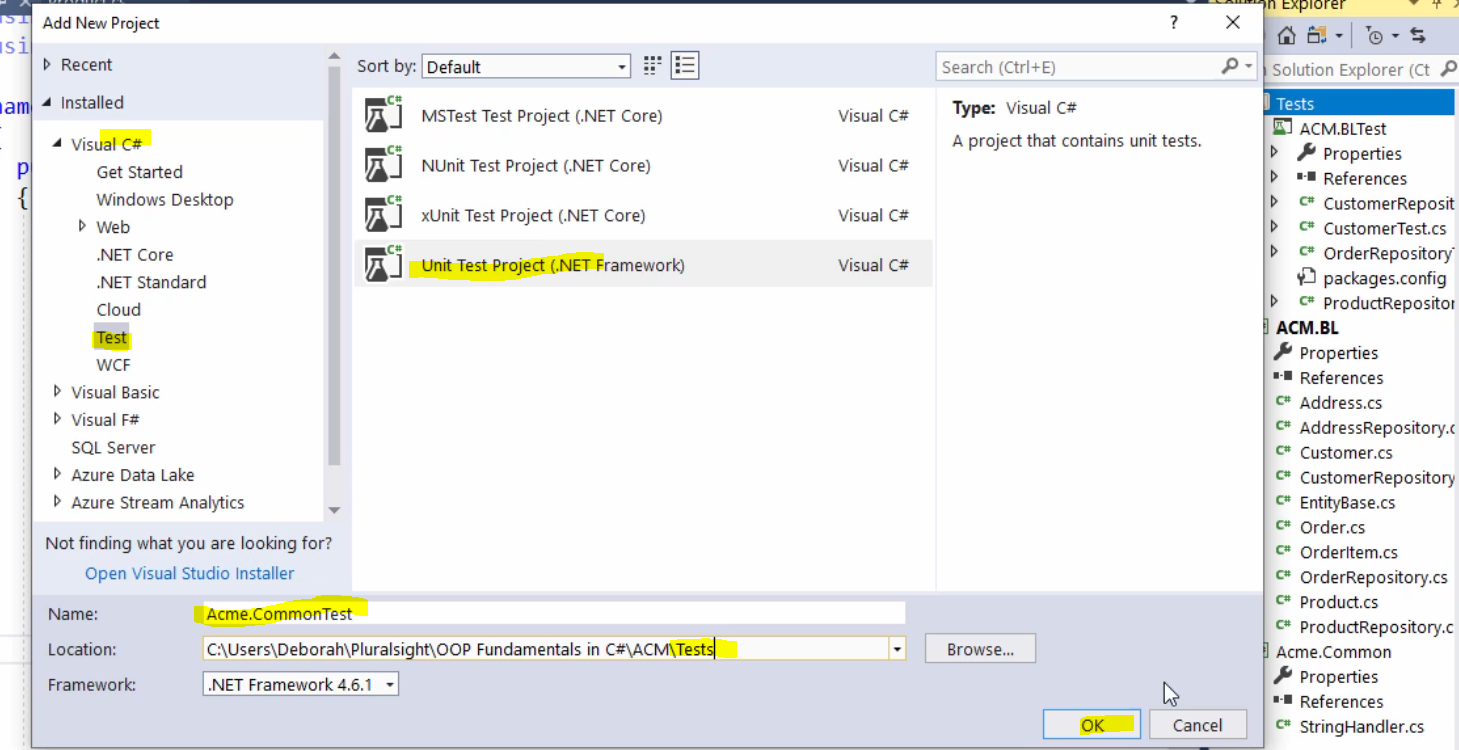 Product.cs
Solution Explorer
Add New Project
?
Recent
Installed
Visual C#
Get Started
Windows Desktop
Web
.NET Core
.NET Standard
Cloud
Test
WCF
Visual Basic
Visual F#
SQL Server
Azure Data Lake
Azure Stream Analytics
Not finding what you are looking for?
Open Visual Studio Installer
Sort by: Default
Search (Ctrl+E)
C# MSTest Test Project (.NET Core) Visual C#
C# NUnit Test Project (.NET Core) Visual C#
C# xUnit Test Project (.NET Core) Visual C#
C# Unit Test Project (.NET Framework) Visual C#
Type: Visual C#
A project that contains unit tests.
Name: Acme.CommonTest
Location: C:\Users\Deborah\Pluralsight\OOP Fundamentals in C#\ACM\Tests
Browse...
Framework: .NET Framework 4.6.1
OK
Cancel
usi
nam
{
p
{
Solution Explorer (Ct
Tests
ACM.BLTest
Properties
References
C# CustomerReposit
C# CustomerTest.cs
C# OrderRepository
packages.config
C# ProductRepositor
ACM.BL
Properties
References
C# Address.cs
C# AddressRepository.c
C# Customer.cs
C# CustomerRepository
C# EntityBase.cs
C# Order.cs
C# OrderItem.cs
C# OrderRepository.cs
C# Product.cs
C# ProductRepository.c
Acme.Common
Properties
References
C# StringHandler.cs